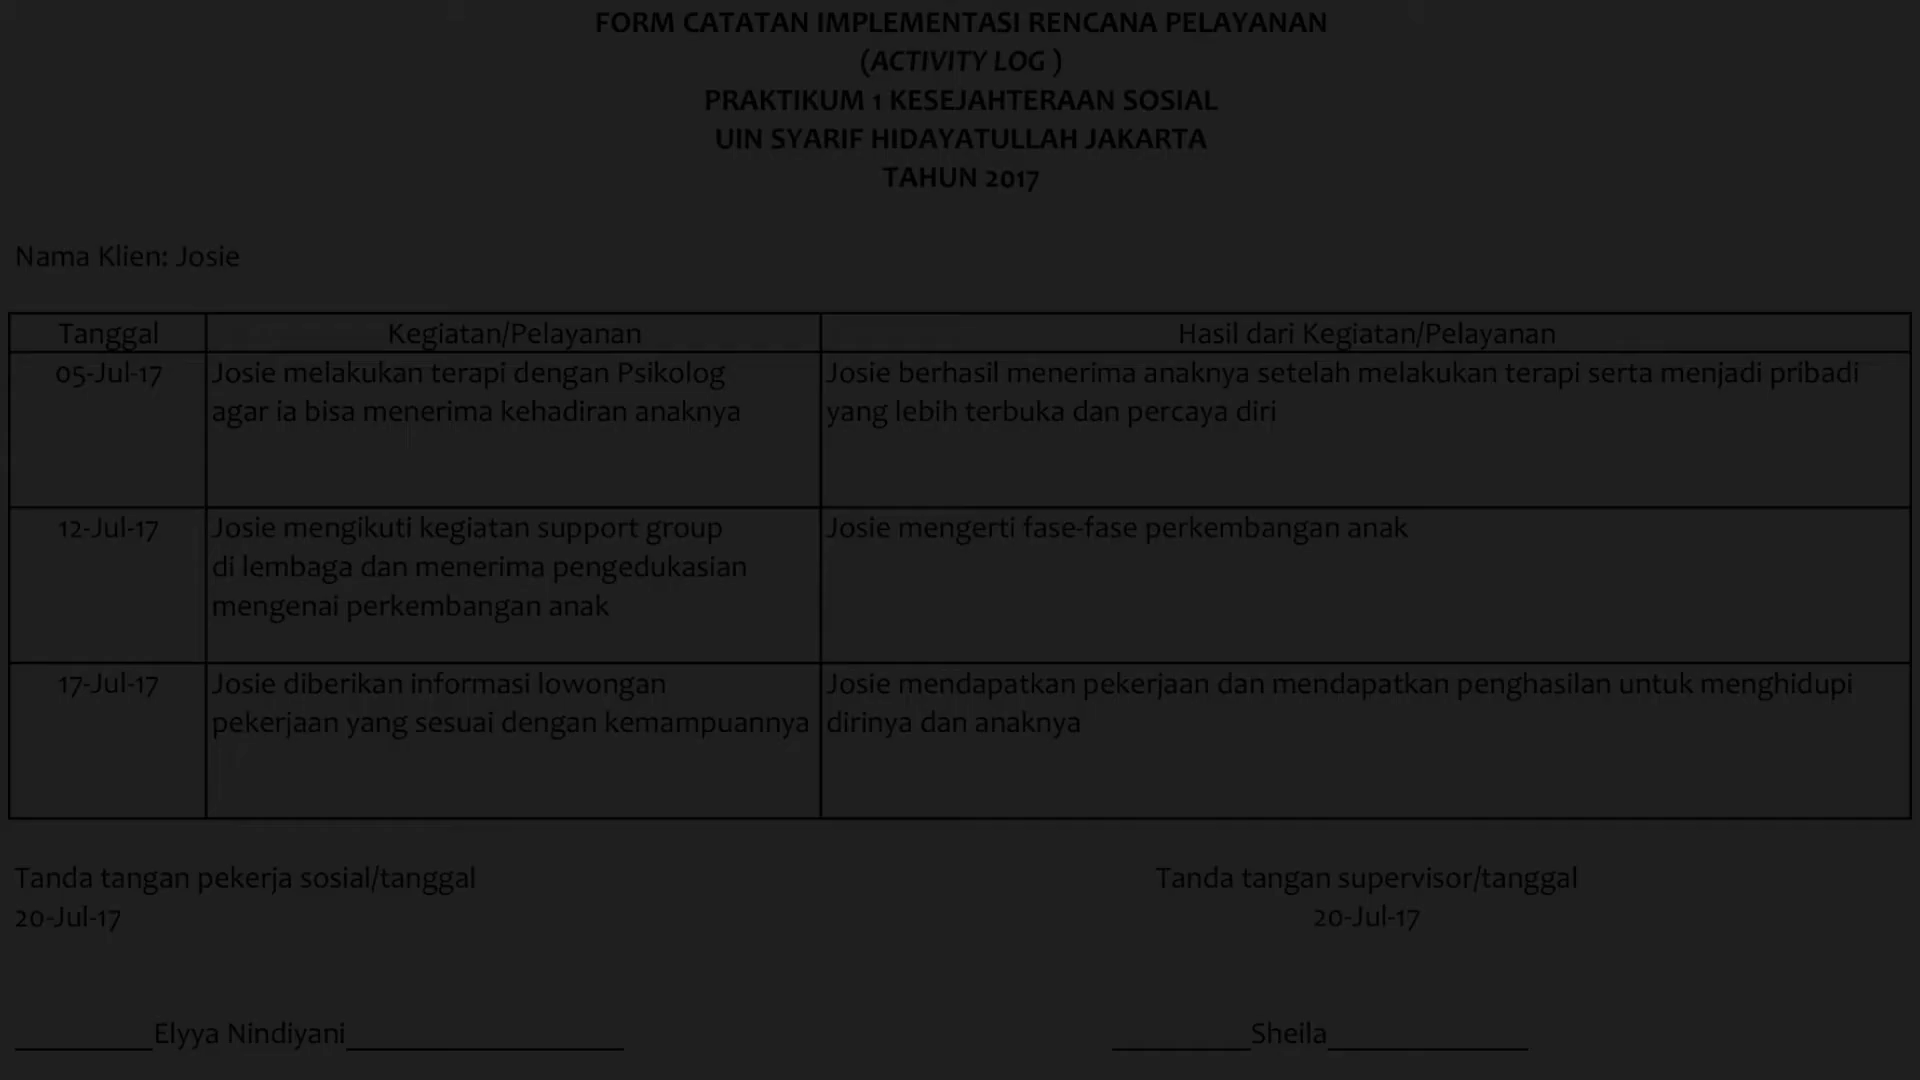 FORM CATATAN IMPLEMENTASI RENCANA PELAYANAN
(ACTIVITY LOG )
PRAKTIKUM 1 KESEJAHTERAAN SOSIAL
UIN SYARIF HIDAYATULLAH JAKARTA
TAHUN 2017
Nama Klien: Josie
Tanggal Kegiatan/Pelayanan Hasil dari Kegiatan/Pelayanan
05-Jul-17 Josie melakukan terapi dengan Psikolog Josie berhasil menerima anaknya setelah melakukan terapi serta menjadi pribadi
agar ia bisa menerima kehadiran anaknya yang lebih terbuka dan percaya diri
12-Jul-17 Josie mengikuti kegiatan support group Josie mengerti fase-fase perkembangan anak
di lembaga dan menerima pengedukasian
mengenai perkembangan anak
17-Jul-17 Josie diberikan informasi lowongan Josie mendapatkan pekerjaan dan mendapatkan penghasilan untuk menghidupi
pekerjaan yang sesuai dengan kemampuannya dirinya dan anaknya
Tanda tangan pekerja sosial/tanggal Tanda tangan supervisor/tanggal
20-Jul-17 20-Jul-17
Elyya Nindiyani Sheila